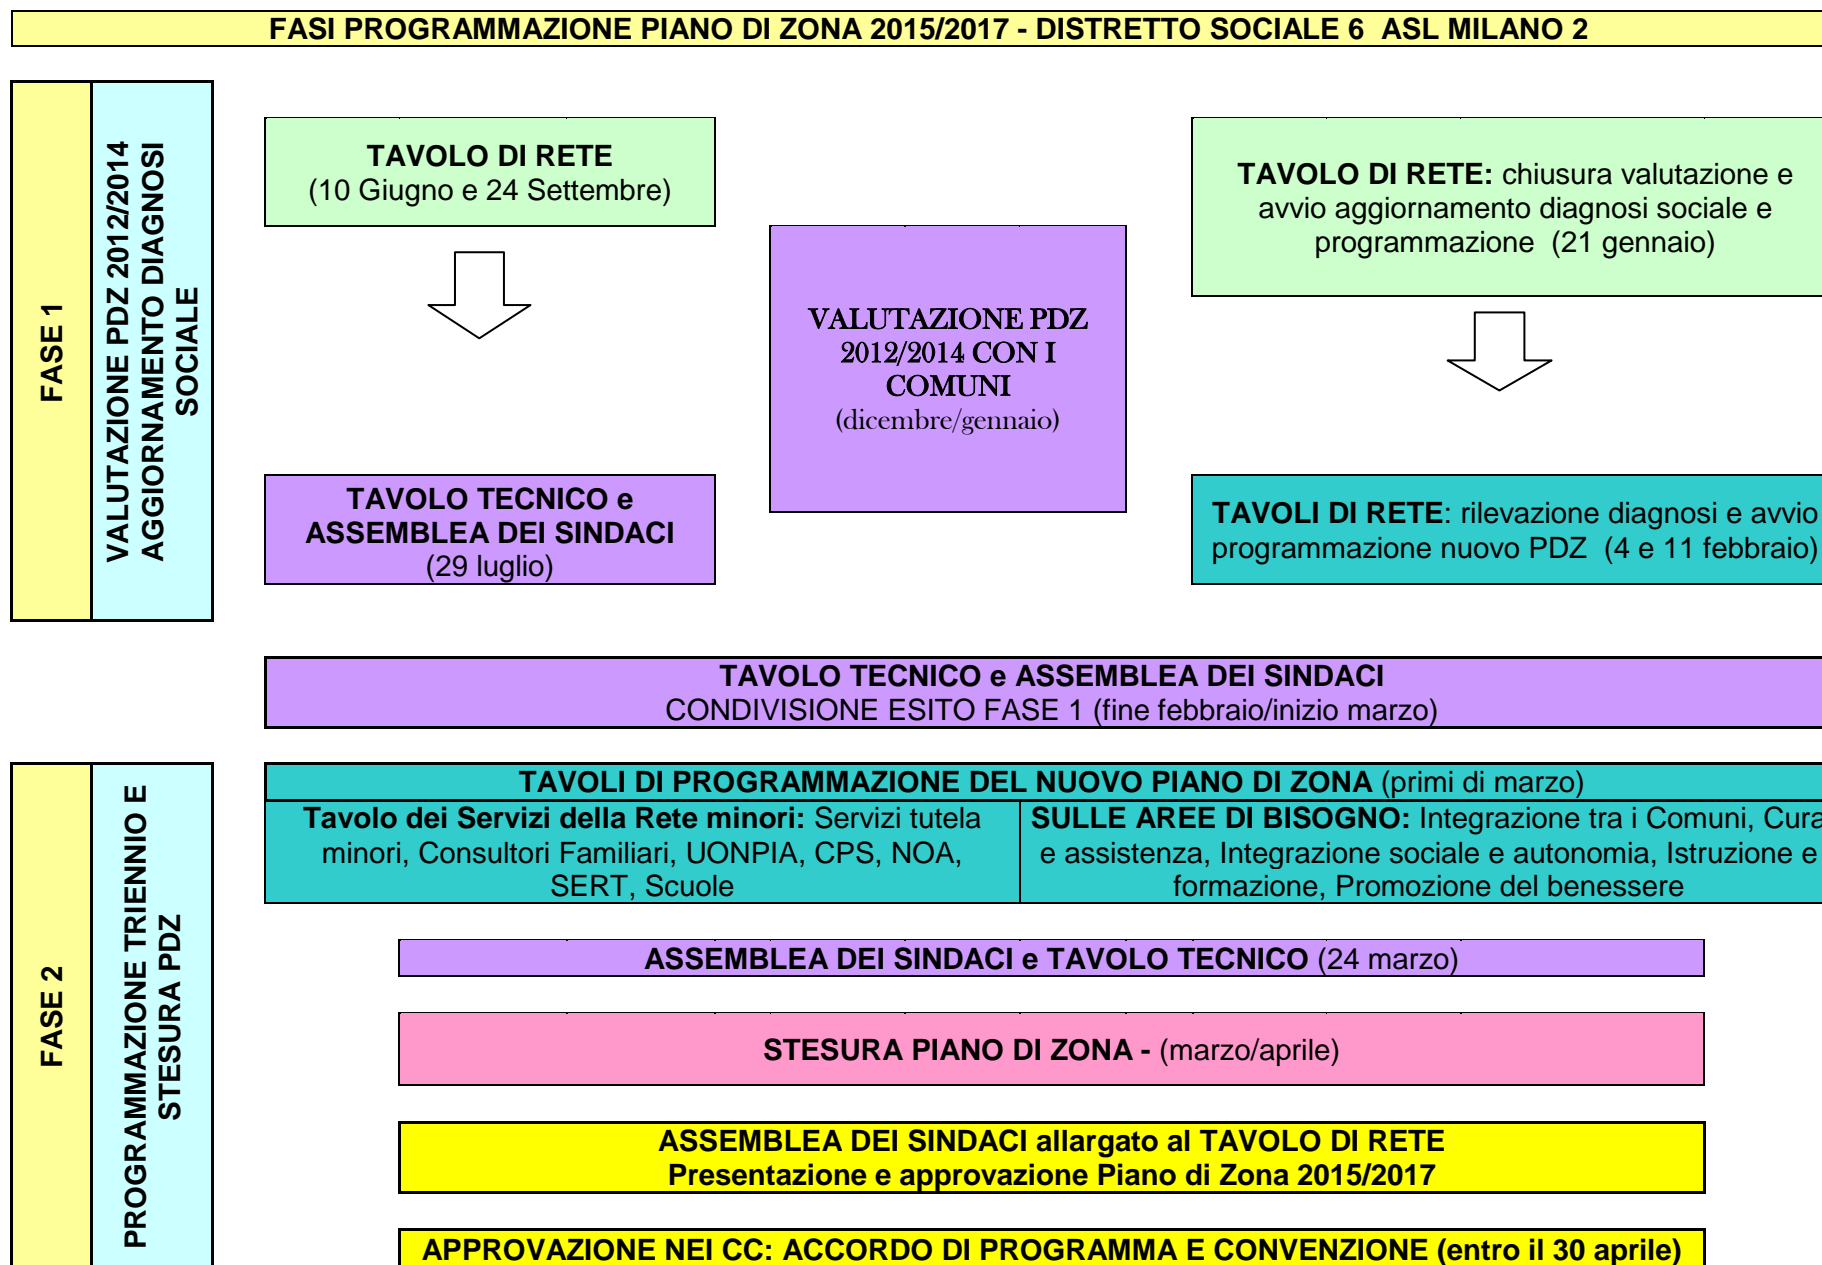 FASI PROGRAMMAZIONE PIANO DI ZONA 2015/2017 - DISTRETTO SOCIALE 6 ASL MILANO 2
FASE 1
VALUTAZIONE PDZ 2012/2014
AGGIORNAMENTO DIAGNOSI
SOCIALE
TAVOLO DI RETE
(10 Giugno e 24 Settembre)
TAVOLO TECNICO e
ASSEMBLEA DEI SINDACI
(29 luglio)
VALUTAZIONE PDZ
2012/2014 CON I
COMUNI
(dicembre/gennaio)
TAVOLO DI RETE: chiusura valutazione e
avvio aggiornamento diagnosi sociale e
programmazione (21 gennaio)
TAVOLI DI RETE: rilevazione diagnosi e avvio
programmazione nuovo PDZ (4 e 11 febbraio)
TAVOLO TECNICO e ASSEMBLEA DEI SINDACI
CONDIVISIONE ESITO FASE 1 (fine febbraio/inizio marzo)
FASE 2
PROGRAMMAZIONE TRIENNIO E
STESURA PDZ
TAVOLI DI PROGRAMMAZIONE DEL NUOVO PIANO DI ZONA (primi di marzo)
Tavolo dei Servizi della Rete minori: Servizi tutela
minori, Consultori Familiari, UONPIA, CPS, NOA,
SERT, Scuole
SULLE AREE DI BISOGNO: Integrazione tra i Comuni, Cura
e assistenza, Integrazione sociale e autonomia, Istruzione e
formazione, Promozione del benessere
ASSEMBLEA DEI SINDACI e TAVOLO TECNICO (24 marzo)
STESURA PIANO DI ZONA - (marzo/aprile)
ASSEMBLEA DEI SINDACI allargato al TAVOLO DI RETE
Presentazione e approvazione Piano di Zona 2015/2017
APPROVAZIONE NEI CC: ACCORDO DI PROGRAMMA E CONVENZIONE (entro il 30 aprile)